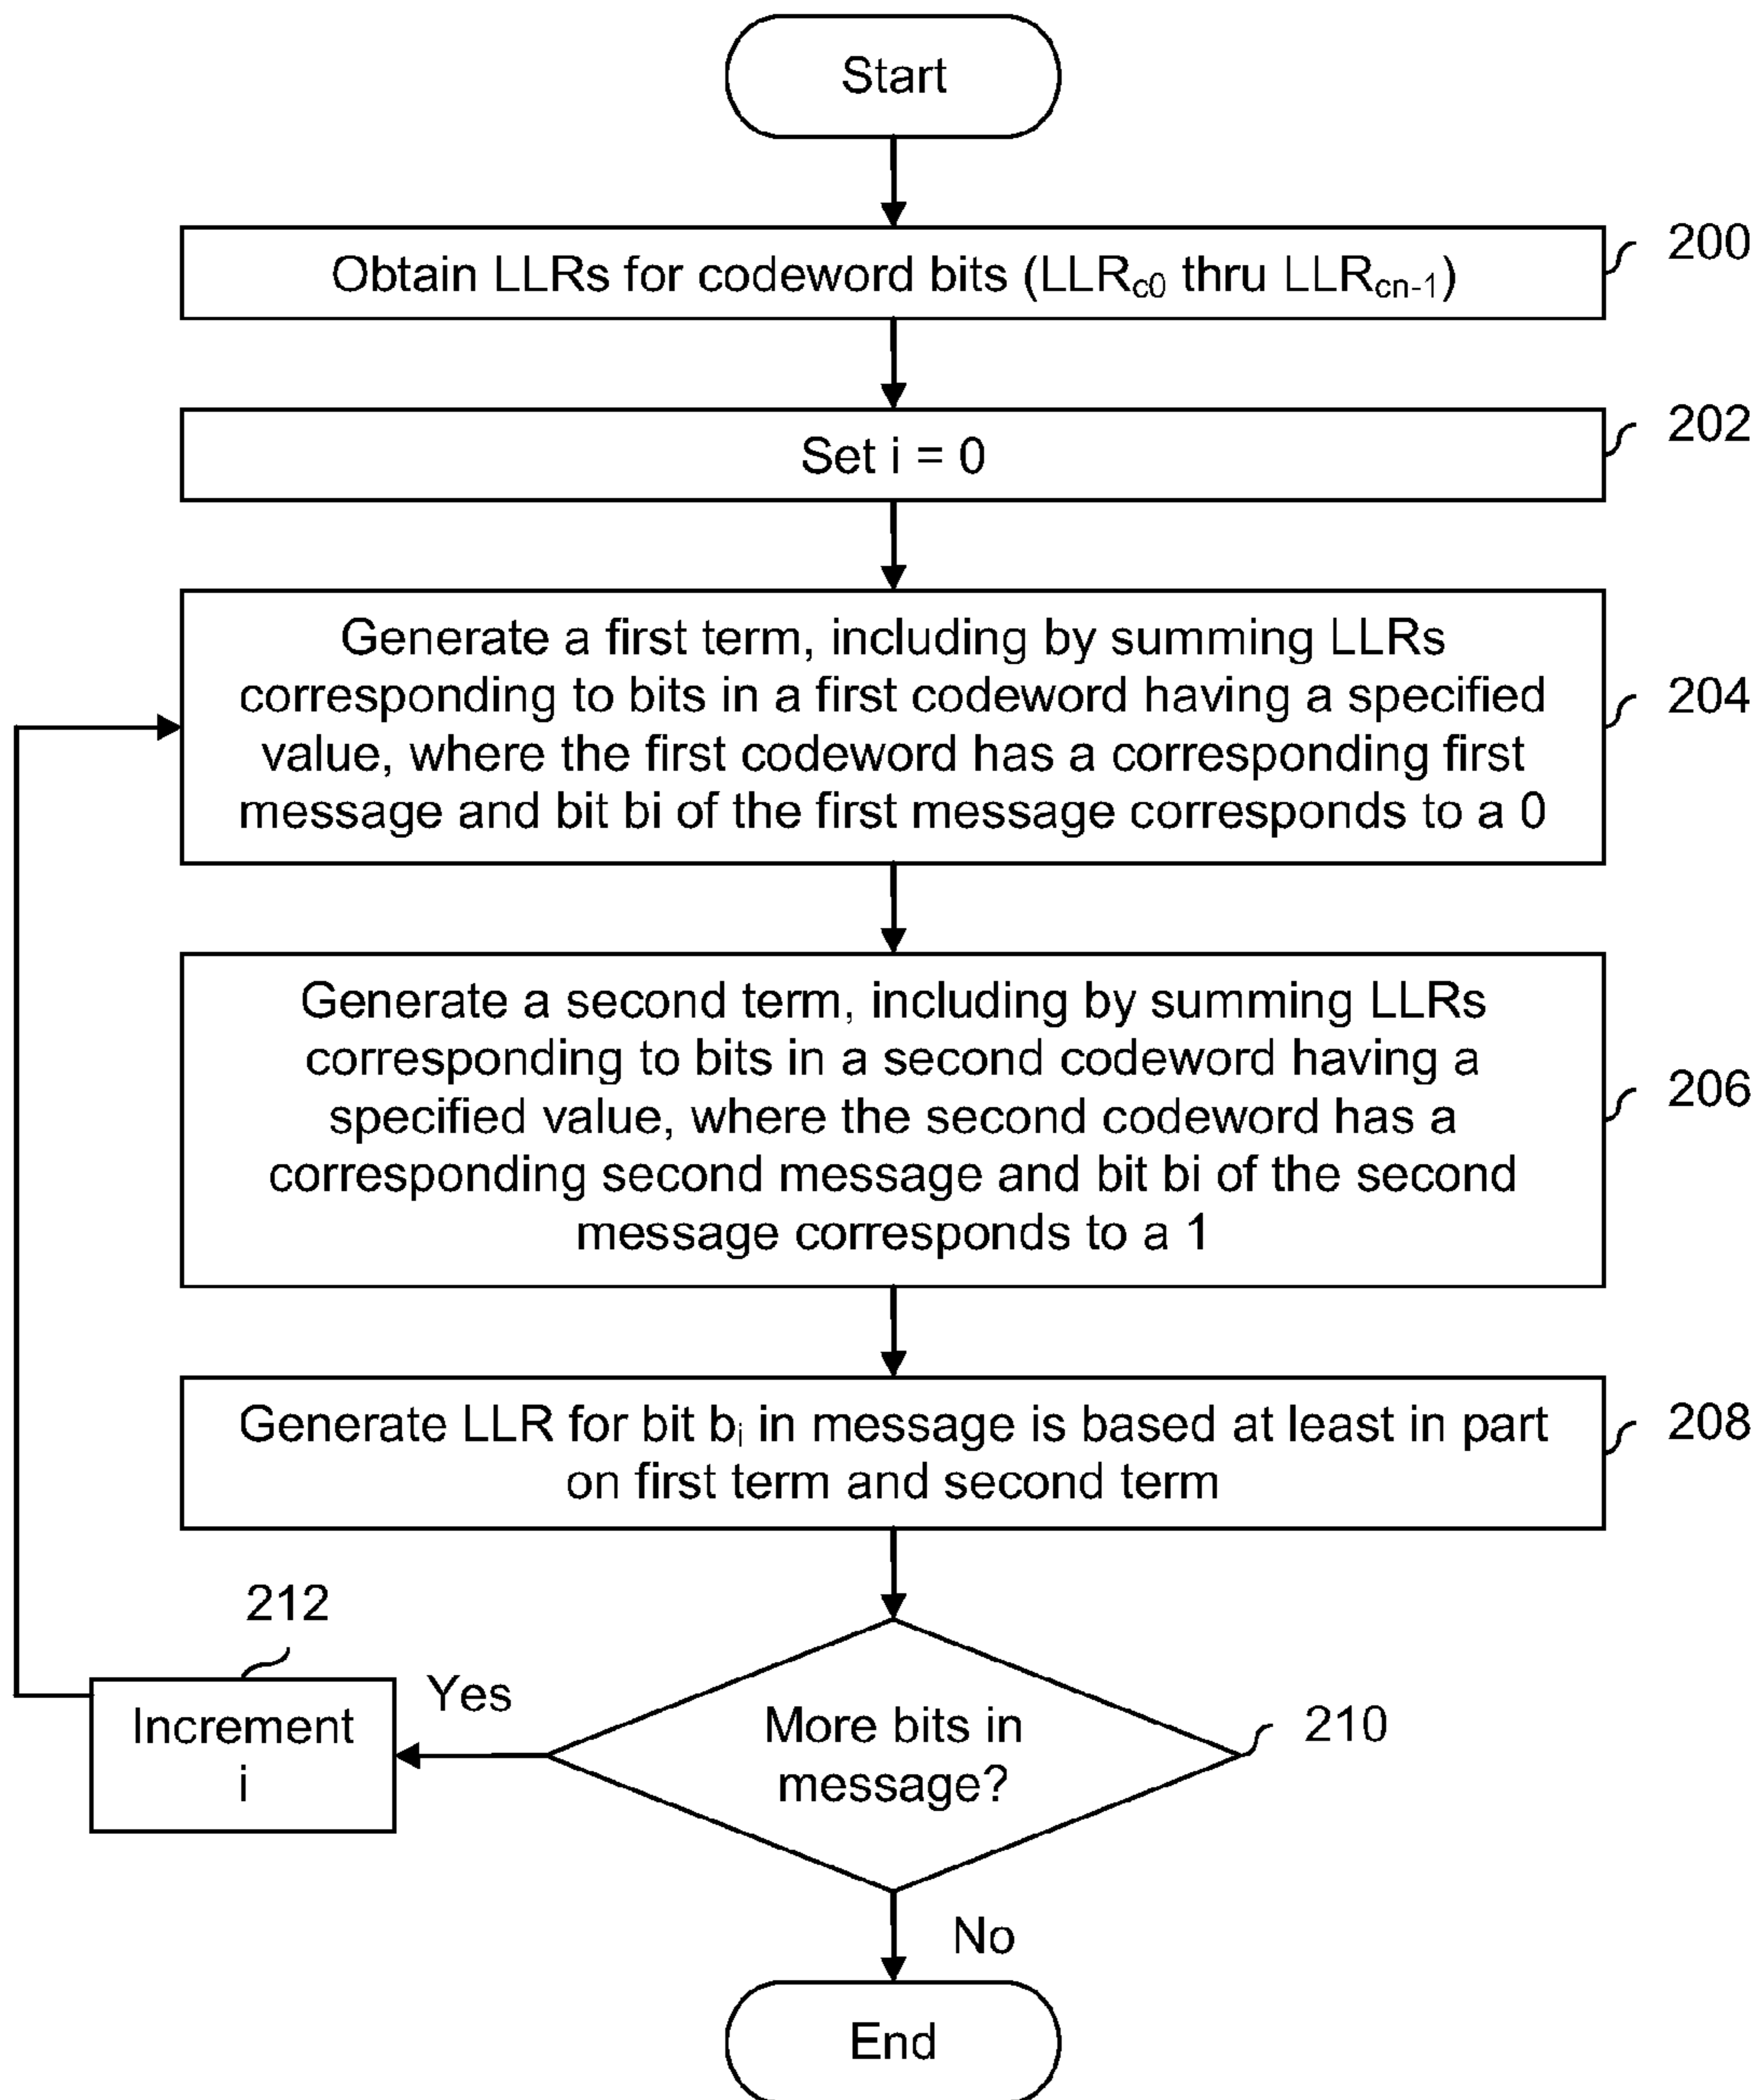 Start
Obtain LLRs for codeword bits (LLRc0 thru LLRcn-1)
200
Set i = 0
202
Generate a first term, including by summing LLRs
corresponding to bits in a first codeword having a specified
value, where the first codeword has a corresponding first
message and bit bi of the first message corresponds to a 0
204
Generate a second term, including by summing LLRs
corresponding to bits in a second codeword having a
specified value, where the second codeword has a
corresponding second message and bit bi of the second
message corresponds to a 1
206
Generate LLR for bit bi in message is based at least in part
on first term and second term
208
212
Increment
i
Yes
More bits in
message?
210
No
End